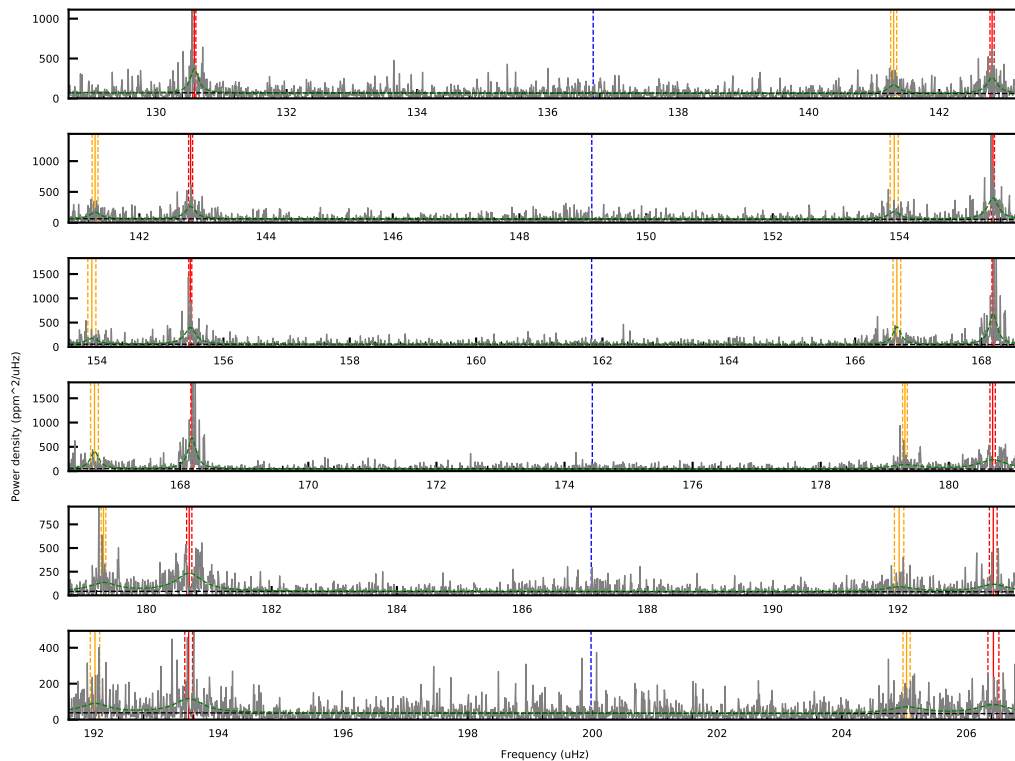 1000
500
0
130 132 134 136 138 140 142
1000
500
0
142 144 146 148 150 152 154
1500
1000
500
0
154 156 158 160 162 164 166 168
Power density (ppm^2/uHz)
1500
1000
500
0
168 170 172 174 176 178 180
750
500
250
0
180 182 184 186 188 190 192
400
200
0
192 194 196 198 200 202 204 206
Frequency (uHz)